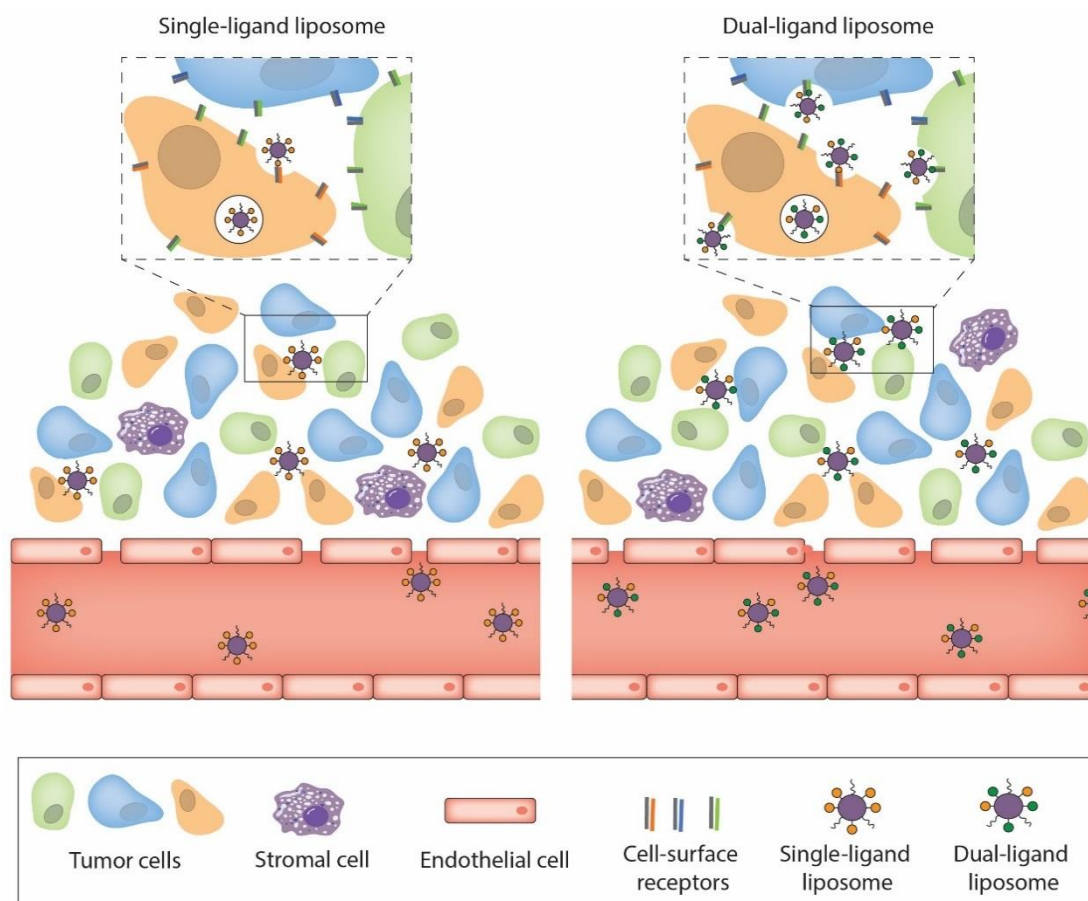 Single-ligand liposome
Dual-ligand liposome
Tumor cells
Stromal cell
Endothelial cell
Cell-surface
receptors
Single-ligand
liposome
Dual-ligand
liposome